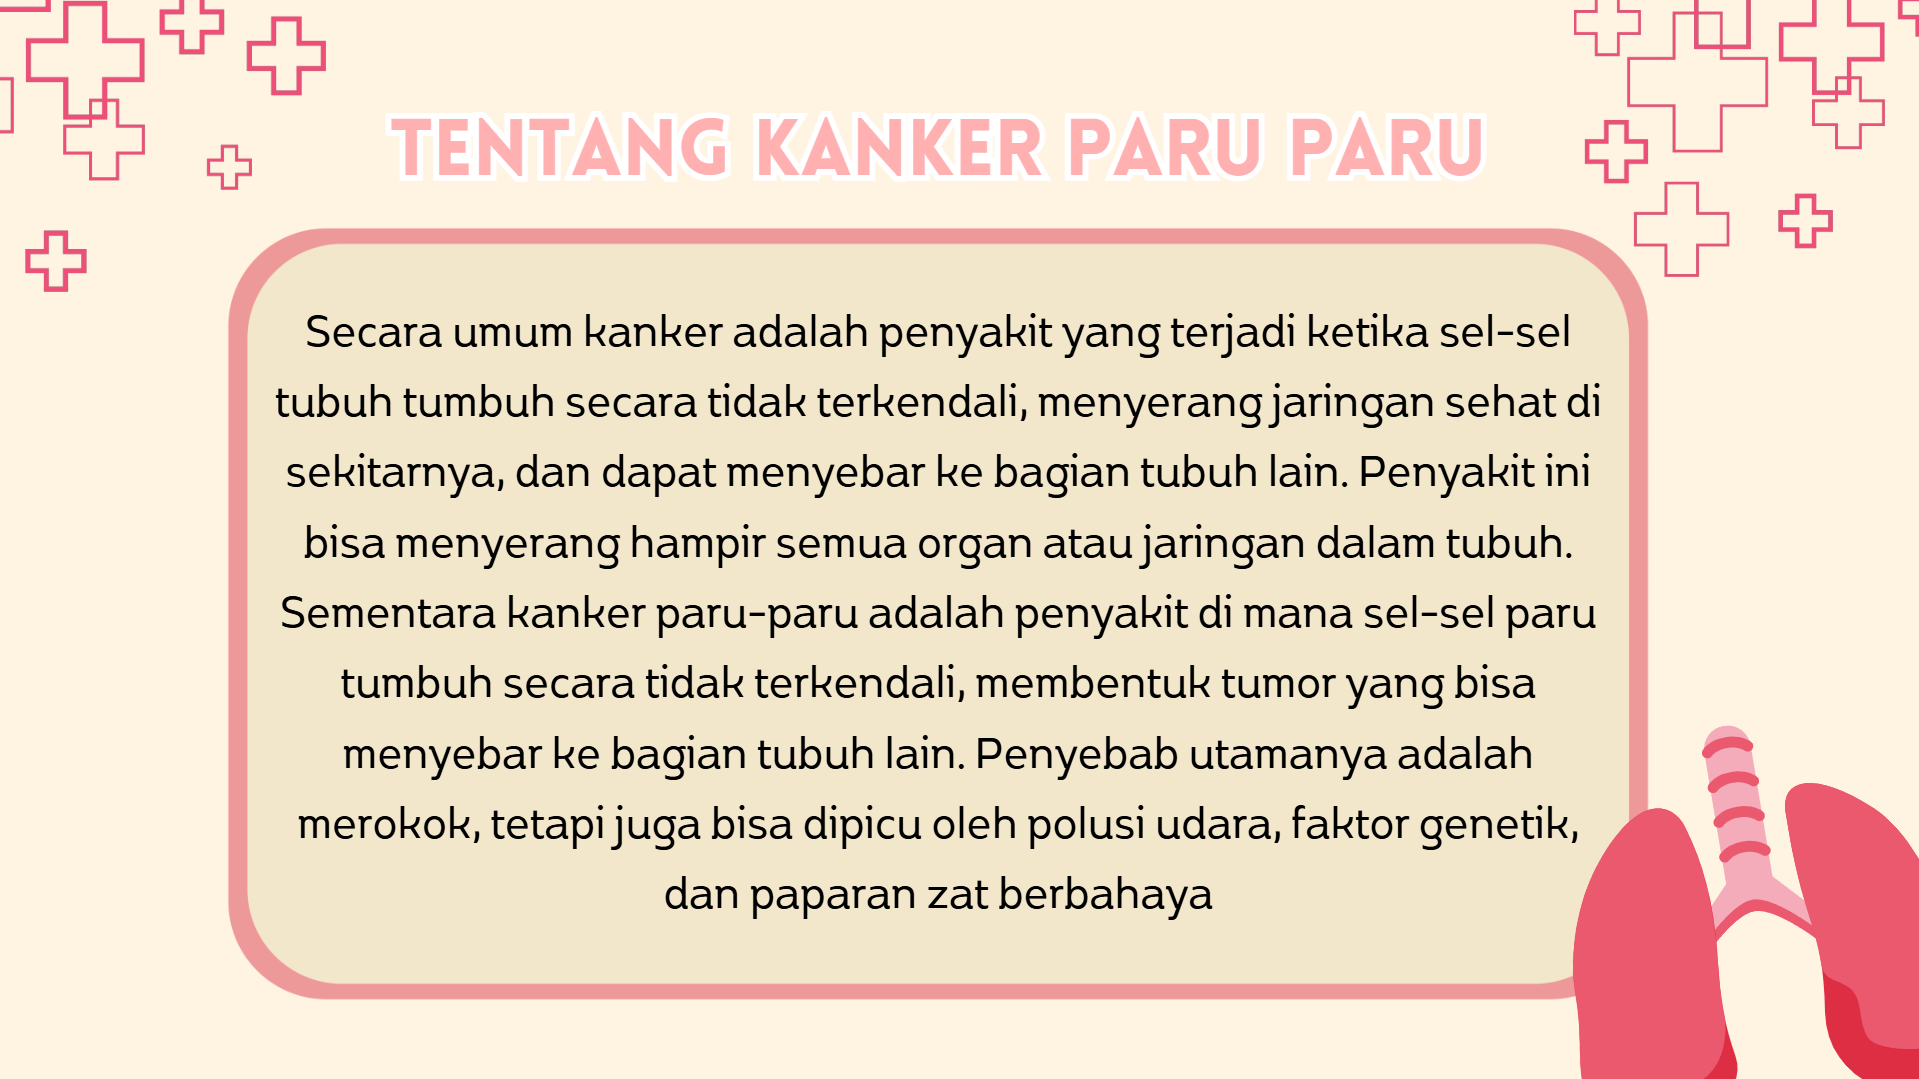 TENTANG KANKER PARU PARU
Secara umum kanker adalah penyakit yang terjadi ketika sel-sel
tubuh tumbuh secara tidak terkendali, menyerang jaringan sehat di
sekitarnya, dan dapat menyebar ke bagian tubuh lain. Penyakit ini
bisa menyerang hampir semua organ atau jaringan dalam tubuh.
Sementara kanker paru-paru adalah penyakit di mana sel-sel paru
tumbuh secara tidak terkendali, membentuk tumor yang bisa
menyebar ke bagian tubuh lain. Penyebab utamanya adalah
merokok, tetapi juga bisa dipicu oleh polusi udara, faktor genetik,
dan paparan zat berbahaya